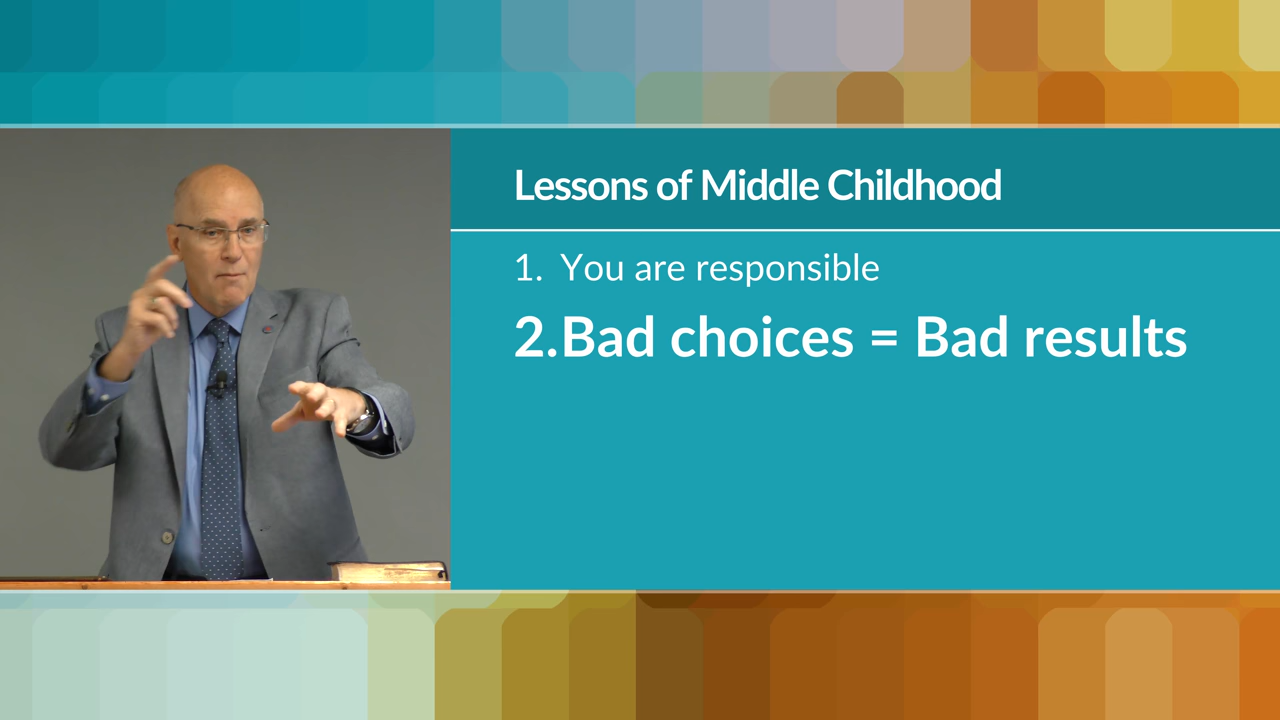 Lessons of Middle Childhood
1. You are responsible
2.Bad choices = Bad results